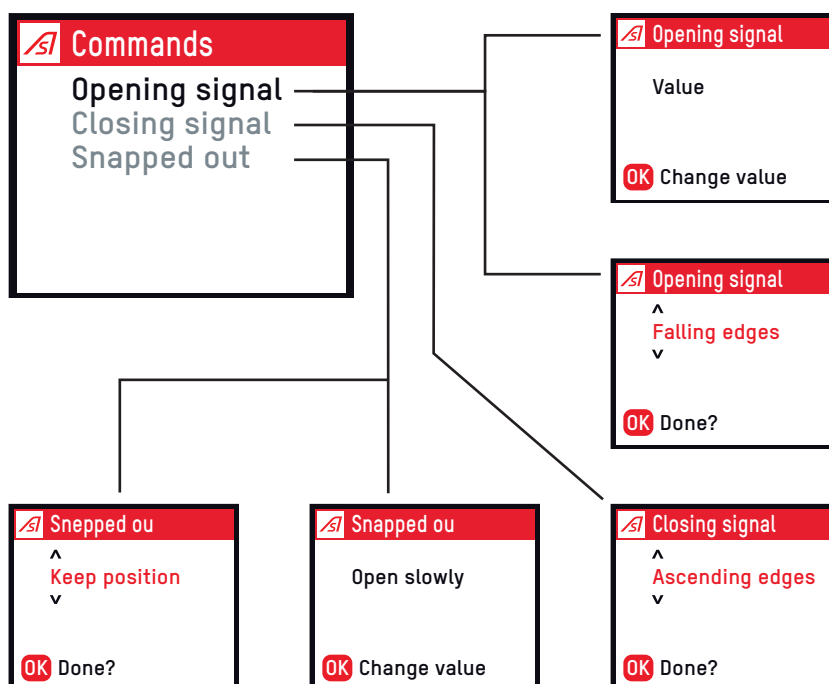 Commands
Opening signal
Closing signal
Snapped out
Opening signal
Value
OK Change value
Opening signal
^
Falling edges
v
OK Done?
Snepped ou
^
Keep position
v
OK Done?
Snapped ou
Open slowly
OK Change value
Closing signal
^
Ascending edges
v
OK Done?